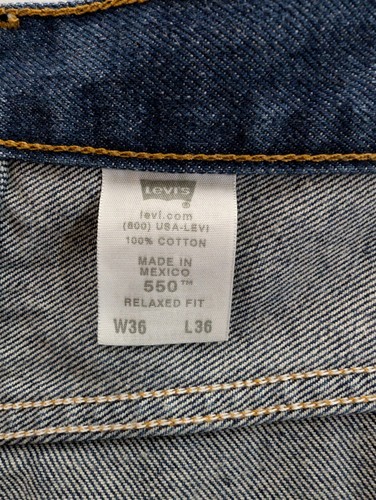 Levi's
®
levi.com
(800) USA-LEVI
100% COTTON
MADE IN
MEXICO
550™
RELAXED FIT
W36 L36